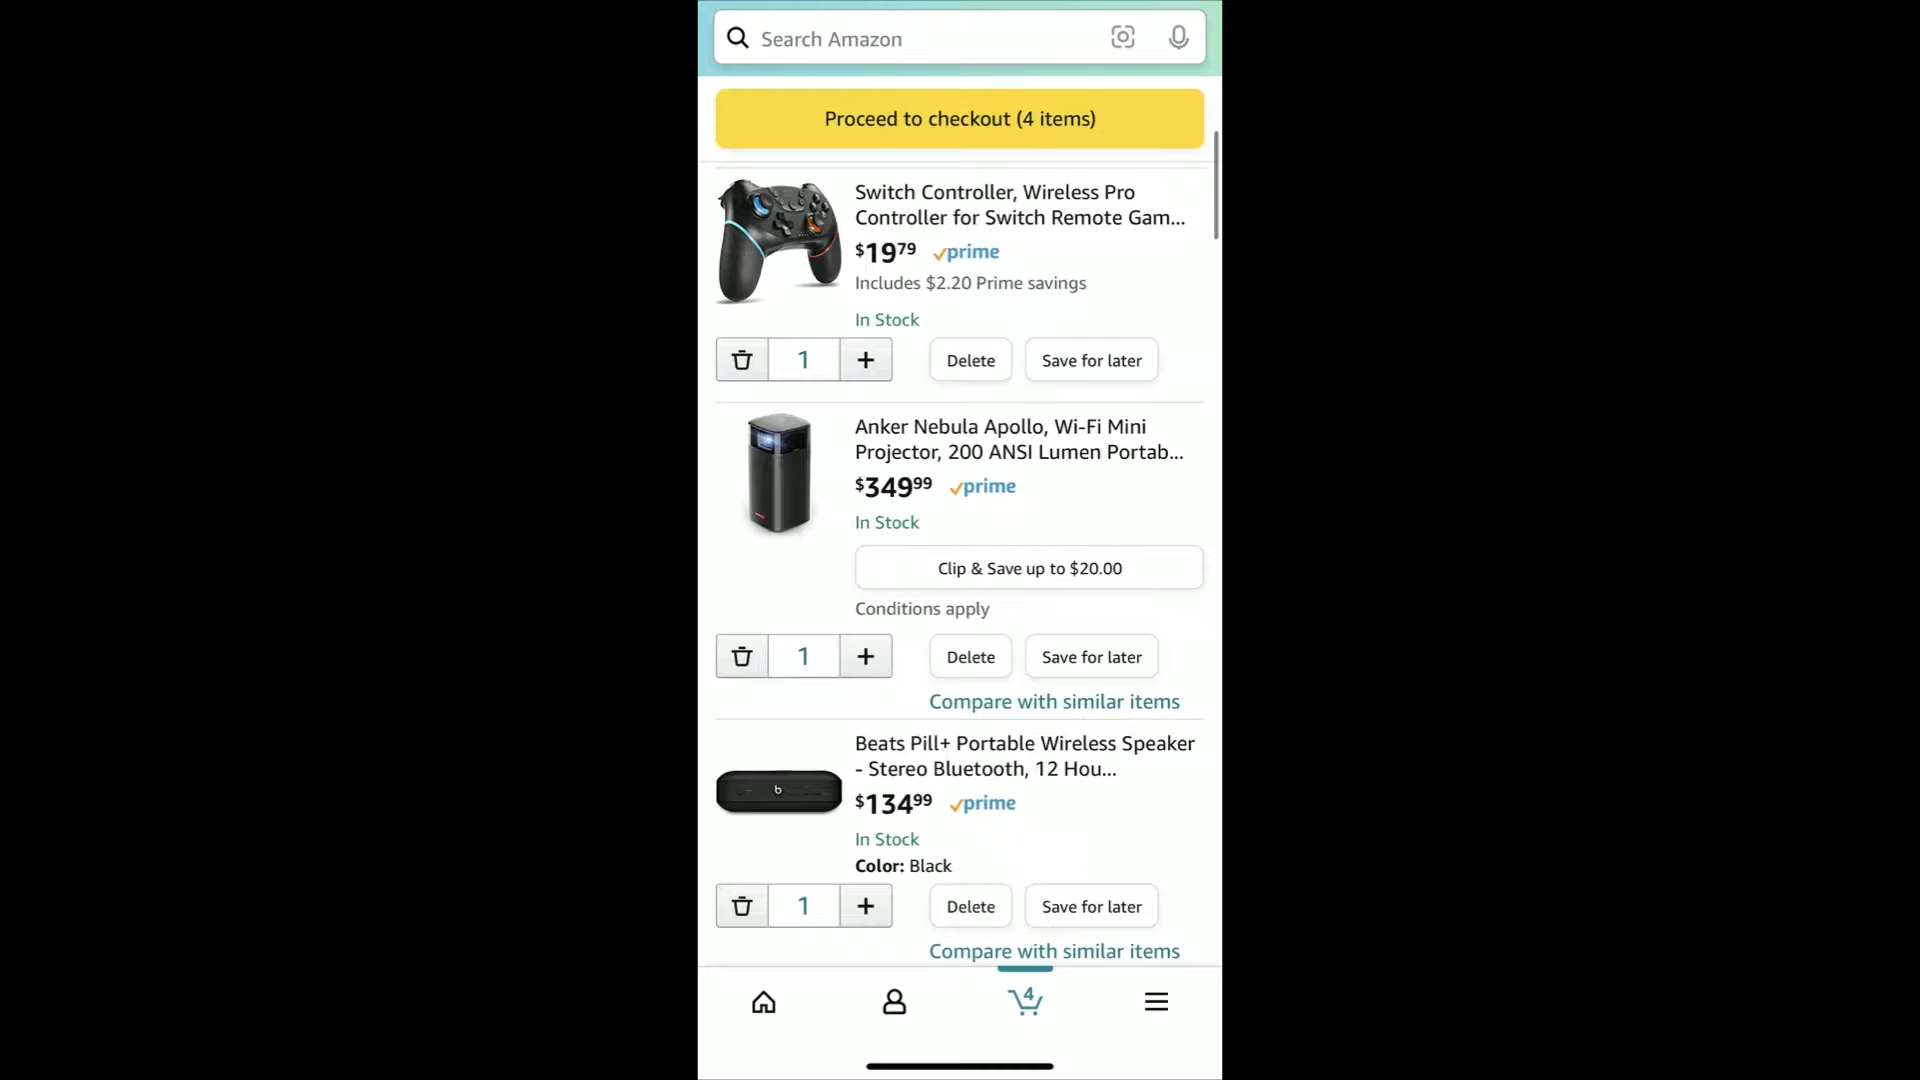 Search Amazon
Proceed to checkout (4 items)
Switch Controller, Wireless Pro
Controller for Switch Remote Gam...
$1979 prime
Includes $2.20 Prime savings
In Stock
1
Delete
Save for later
Anker Nebula Apollo, Wi-Fi Mini
Projector, 200 ANSI Lumen Portab...
$34999 prime
In Stock
Clip & Save up to $20.00
Conditions apply
1
Delete
Save for later
Compare with similar items
Beats Pill+ Portable Wireless Speaker
- Stereo Bluetooth, 12 Hou...
b
$13499 prime
In Stock
Color: Black
1
Delete
Save for later
Compare with similar items
4